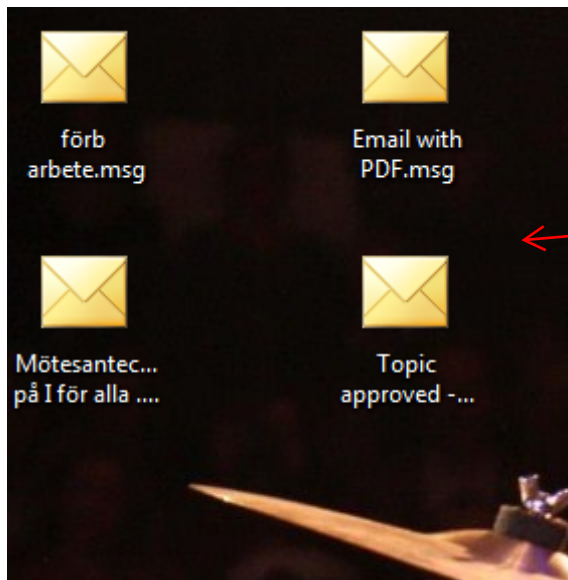 förb
arbete.msg
Email with
PDF.msg
Mötesantec...
på I för alla ....
Topic
approved -...